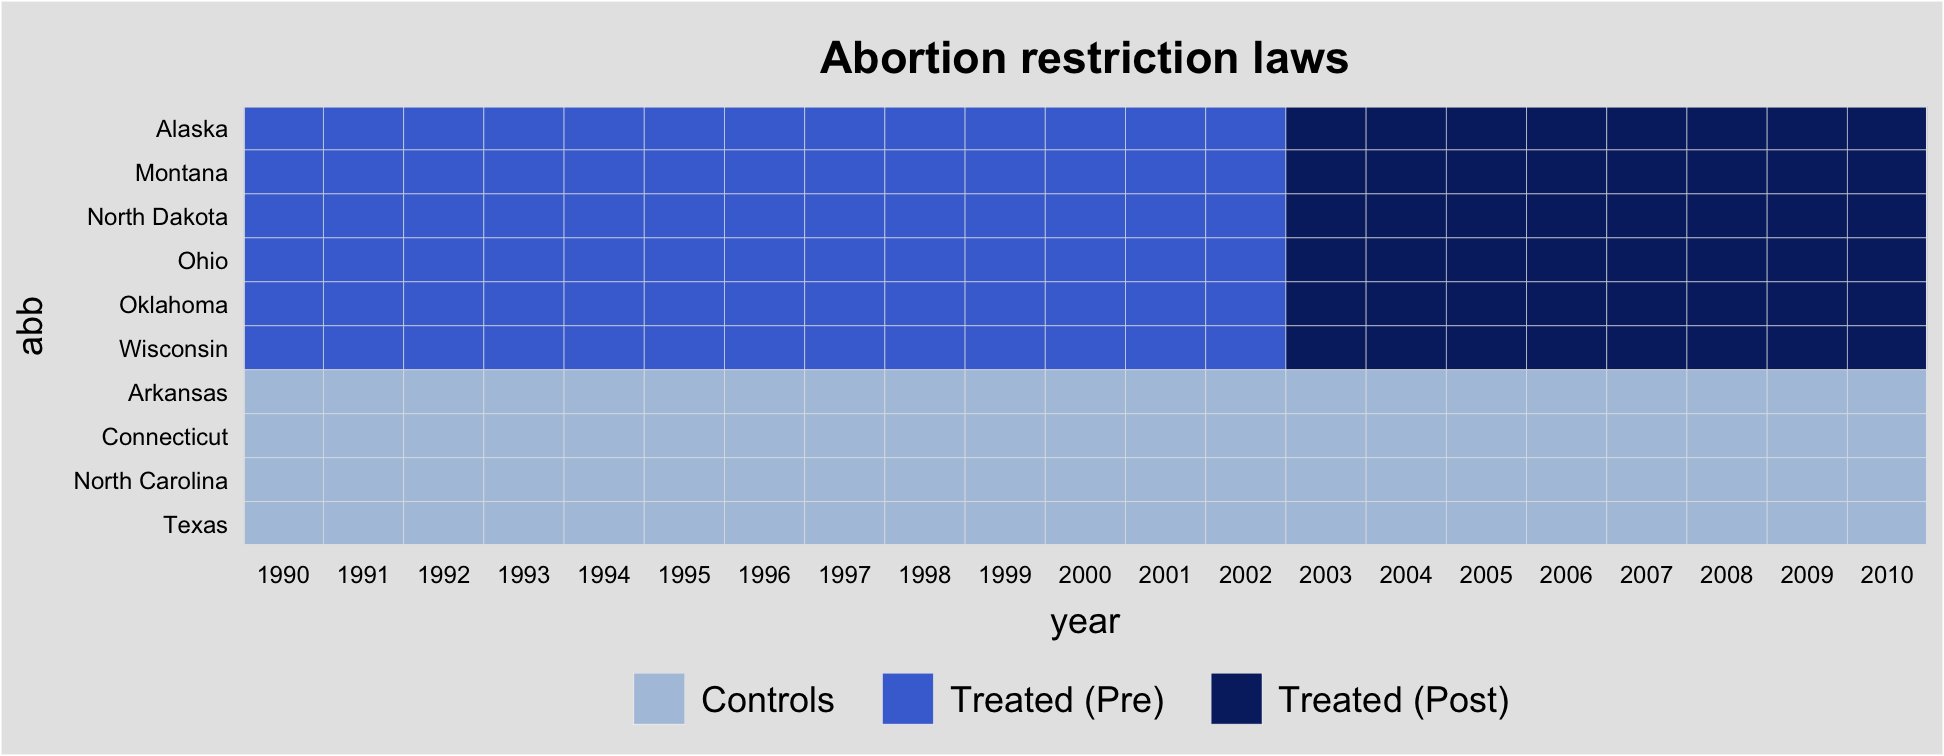 Abortion restriction laws
Alaska
Montana
North Dakota
Ohio
Oklahoma
Wisconsin
Arkansas
Connecticut
North Carolina
Texas
abb
1990 1991 1992 1993 1994 1995 1996 1997 1998 1999 2000 2001 2002 2003 2004 2005 2006 2007 2008 2009 2010
year
Controls Treated (Pre) Treated (Post)